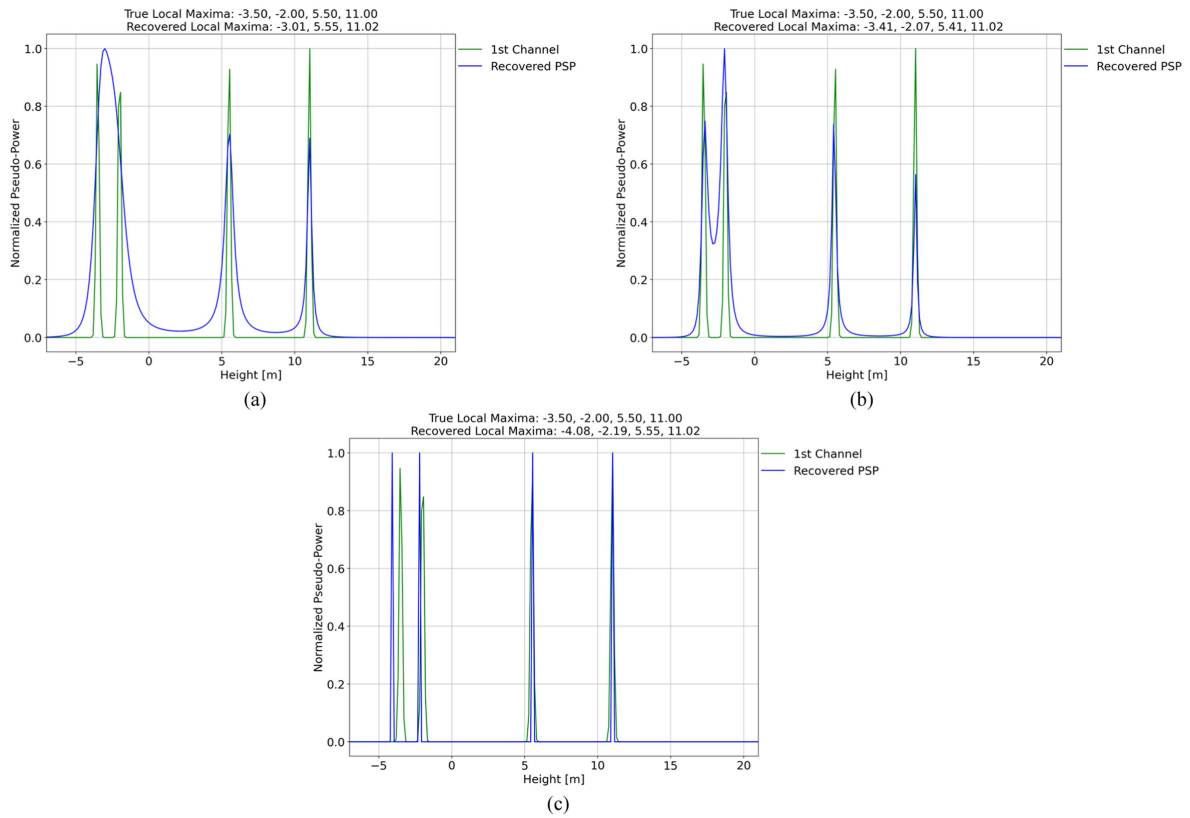 True Local Maxima: -3.50, -2.00, 5.50, 11.00
Recovered Local Maxima: -3.01, 5.55, 11.02
1.0
0.8
0.6
0.4
0.2
0.0
Normalized Pseudo-Power
−5 0 5 10 15 20
Height [m]
1st Channel
Recovered PSP
(a)
True Local Maxima: -3.50, -2.00, 5.50, 11.00
Recovered Local Maxima: -3.41, -2.07, 5.41, 11.02
1.0
0.8
0.6
0.4
0.2
0.0
Normalized Pseudo-Power
−5 0 5 10 15 20
Height [m]
1st Channel
Recovered PSP
(b)
True Local Maxima: -3.50, -2.00, 5.50, 11.00
Recovered Local Maxima: -4.08, -2.19, 5.55, 11.02
1.0
0.8
0.6
0.4
0.2
0.0
Normalized Pseudo-Power
−5 0 5 10 15 20
Height [m]
1st Channel
Recovered PSP
(c)